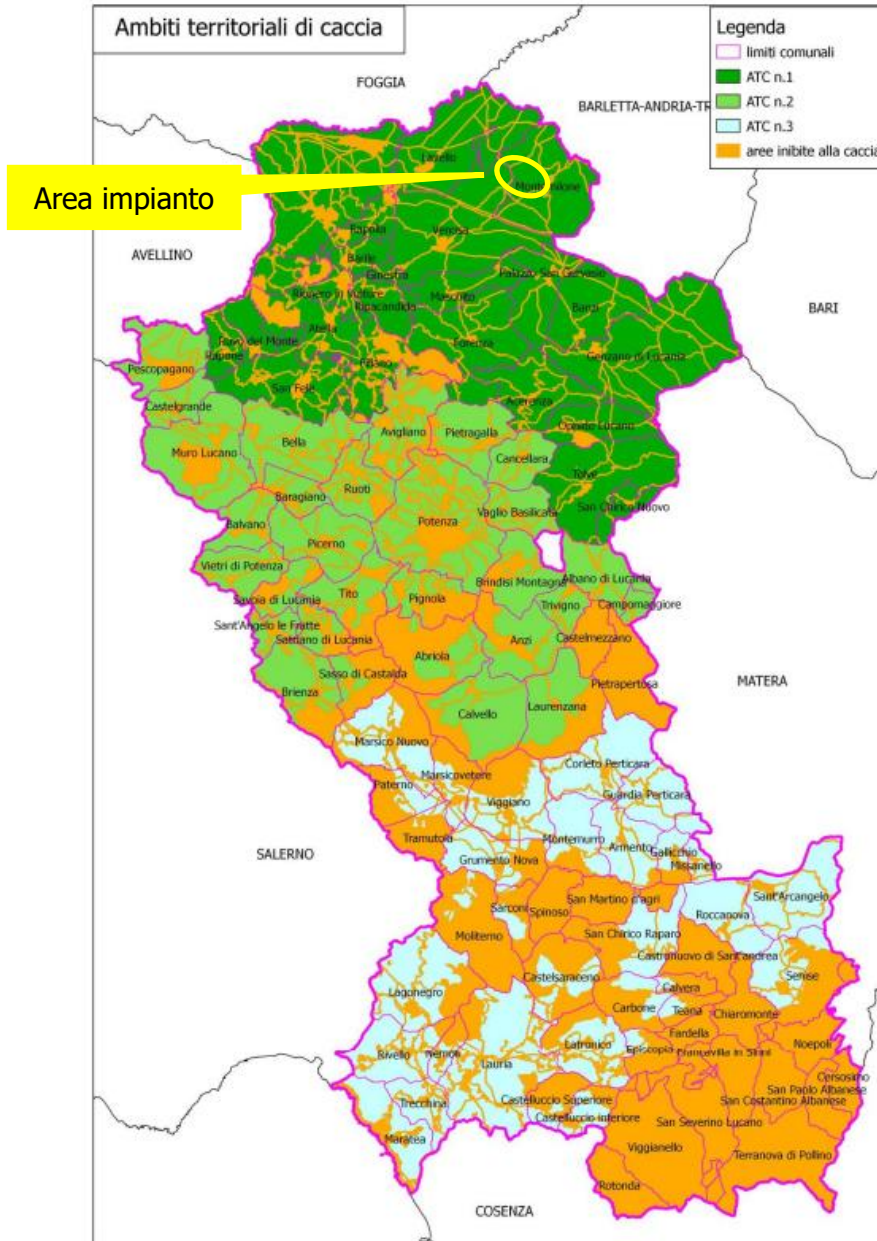 Ambiti territoriali di caccia
Legenda
limiti comunali
ATC n.1
ATC n.2
ATC n.3
aree inibite alla caccia
FOGGIA
BARLETTA-ANDRIA-TR
Area impianto
Lavello
Montemilone
AVELLINO
Rapolla
Venosa
Barile
Ginestra
Palazzo San Gervasio
Rionero in Vulture
Maschito
Ripacandida
Banzi
BARI
Atella
Forenza
Ruvo del Monte
Rapone
Filiano
Genzano di Lucania
Pescopagano
San Fele
Acerenza
Castelgrande
Oppido Lucano
Bella
Avigliano
Pietragalla
Muro Lucano
Cancellara
Tolve
Ruoti
Baragiano
San Chirico Nuovo
Vaglio Basilicata
Potenza
Balvano
Picerno
Vietri di Potenza
Brindisi Montagna
Albano di Lucania
Tito
Pignola
Savoia di Lucania
Trivigno
Campomaggiore
Sant'Angelo le Fratte
Satriano di Lucania
Anzi
Castelmezzano
Abriola
Sasso di Castalda
Pietrapertosa
MATERA
Brienza
Calvello
Laurenzana
Marsico Nuovo
Corleto Perticara
Marsicovetere
Paterno
Guardia Perticara
Viggiano
Tramutola
Montemurro
Armento
SALERNO
Gallicchio
Grumento Nova
Missanello
Sant'Arcangelo
San Martino d'agri
Sarconi
Spinoso
Roccanova
Moliterno
San Chirico Raparo
Castronuovo di Sant'andrea
Castelsaraceno
Senise
Lagonegro
Calvera
Carbone
Teana
Chiaromonte
Fardella
Latronico
Episcopia
Francavilla in Sinni
Noepoli
Rivello
Nemoli
Lauria
Cersosimo
San Paolo Albanese
Castelluccio Superiore
San Costantino Albanese
Trecchina
Castelluccio inferiore
San Severino Lucano
Maratea
Viggianello
Terranova di Pollino
Rotonda
COSENZA